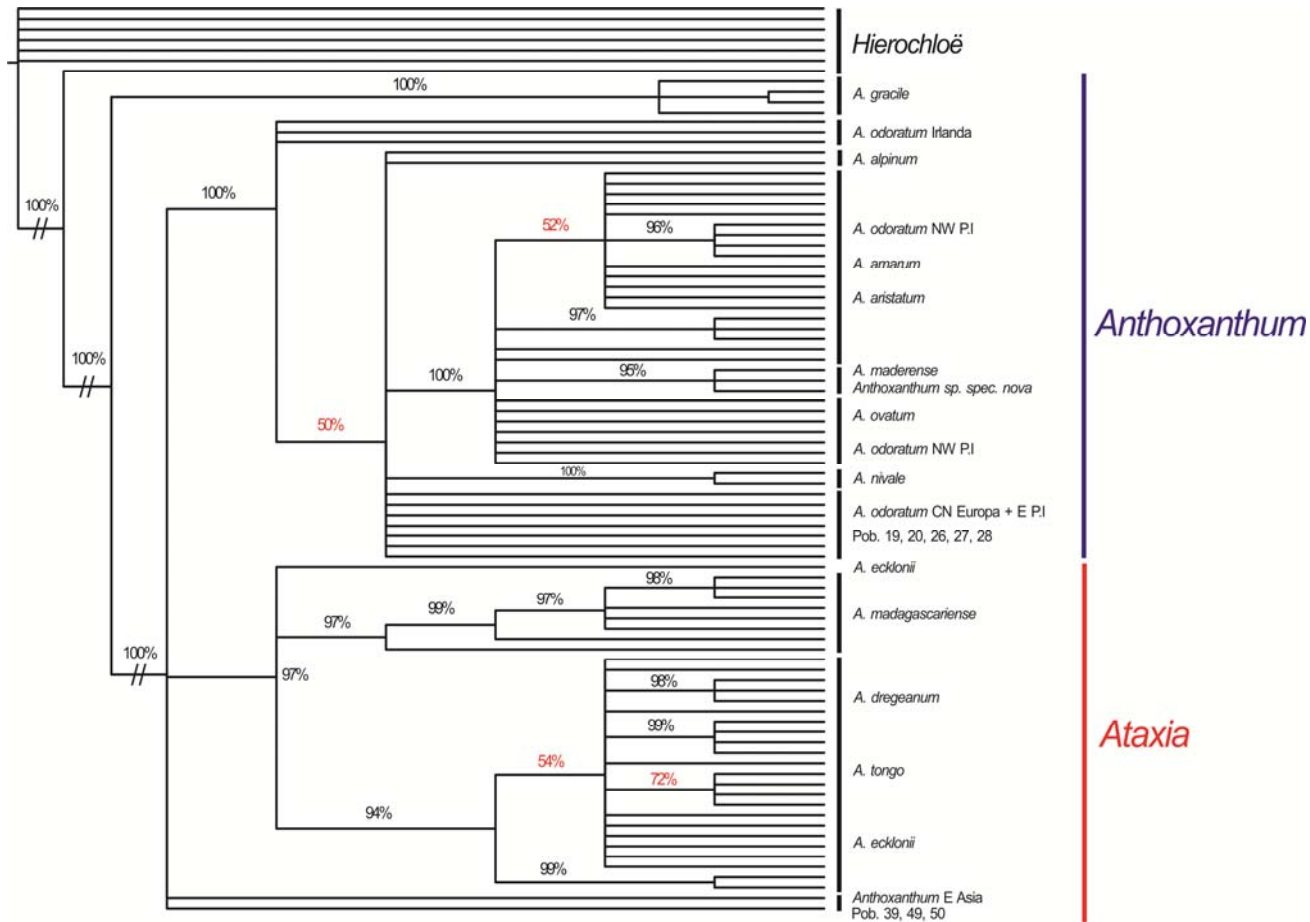 Hierochloë
100%
A. gracile
A. odoratum Irlanda
A. alpinum
100%
100%
52%
96%
A. odoratum NW P.I
A. amarum
A. aristatum
97%
Anthoxanthum
100%
100%
95%
A. maderense
Anthoxanthum sp. spec. nova
50%
A. ovatum
A. odoratum NW P.I
100%
A. nivale
A. odoratum CN Europa + E P.I
Pob. 19, 20, 26, 27, 28
A. ecklonii
98%
97%
99%
97%
A. madagascariense
100%
97%
98%
A. dregeanum
99%
Ataxia
54%
72%
A. tongo
94%
A. ecklonii
99%
Anthoxanthum E Asia
Pob. 39, 49, 50